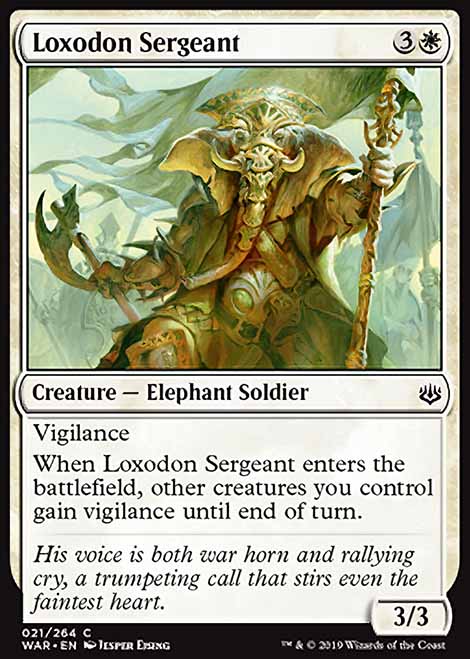 Loxodon Sergeant 3
Creature — Elephant Soldier
Vigilance
When Loxodon Sergeant enters the
battlefield, other creatures you control
gain vigilance until end of turn.
His voice is both war horn and rallying
cry, a trumpeting call that stirs even the
faintest heart.
3/3
021/264 C
WAR • EN Jesper Ejsing ™ & © 2019 Wizards of the Coast